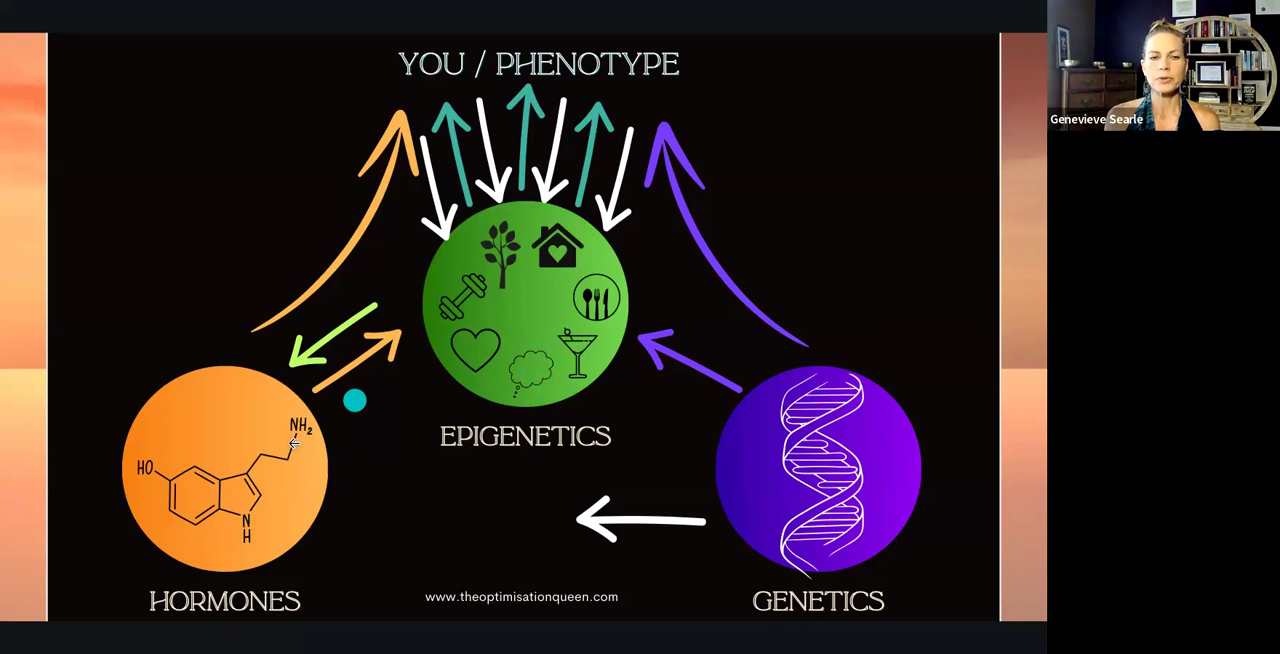 YOU / PHENOTYPE
Genevieve Searle
NH2
HO
N
H
EPIGENETICS
HORMONES
www.theoptimisationqueen.com
GENETICS